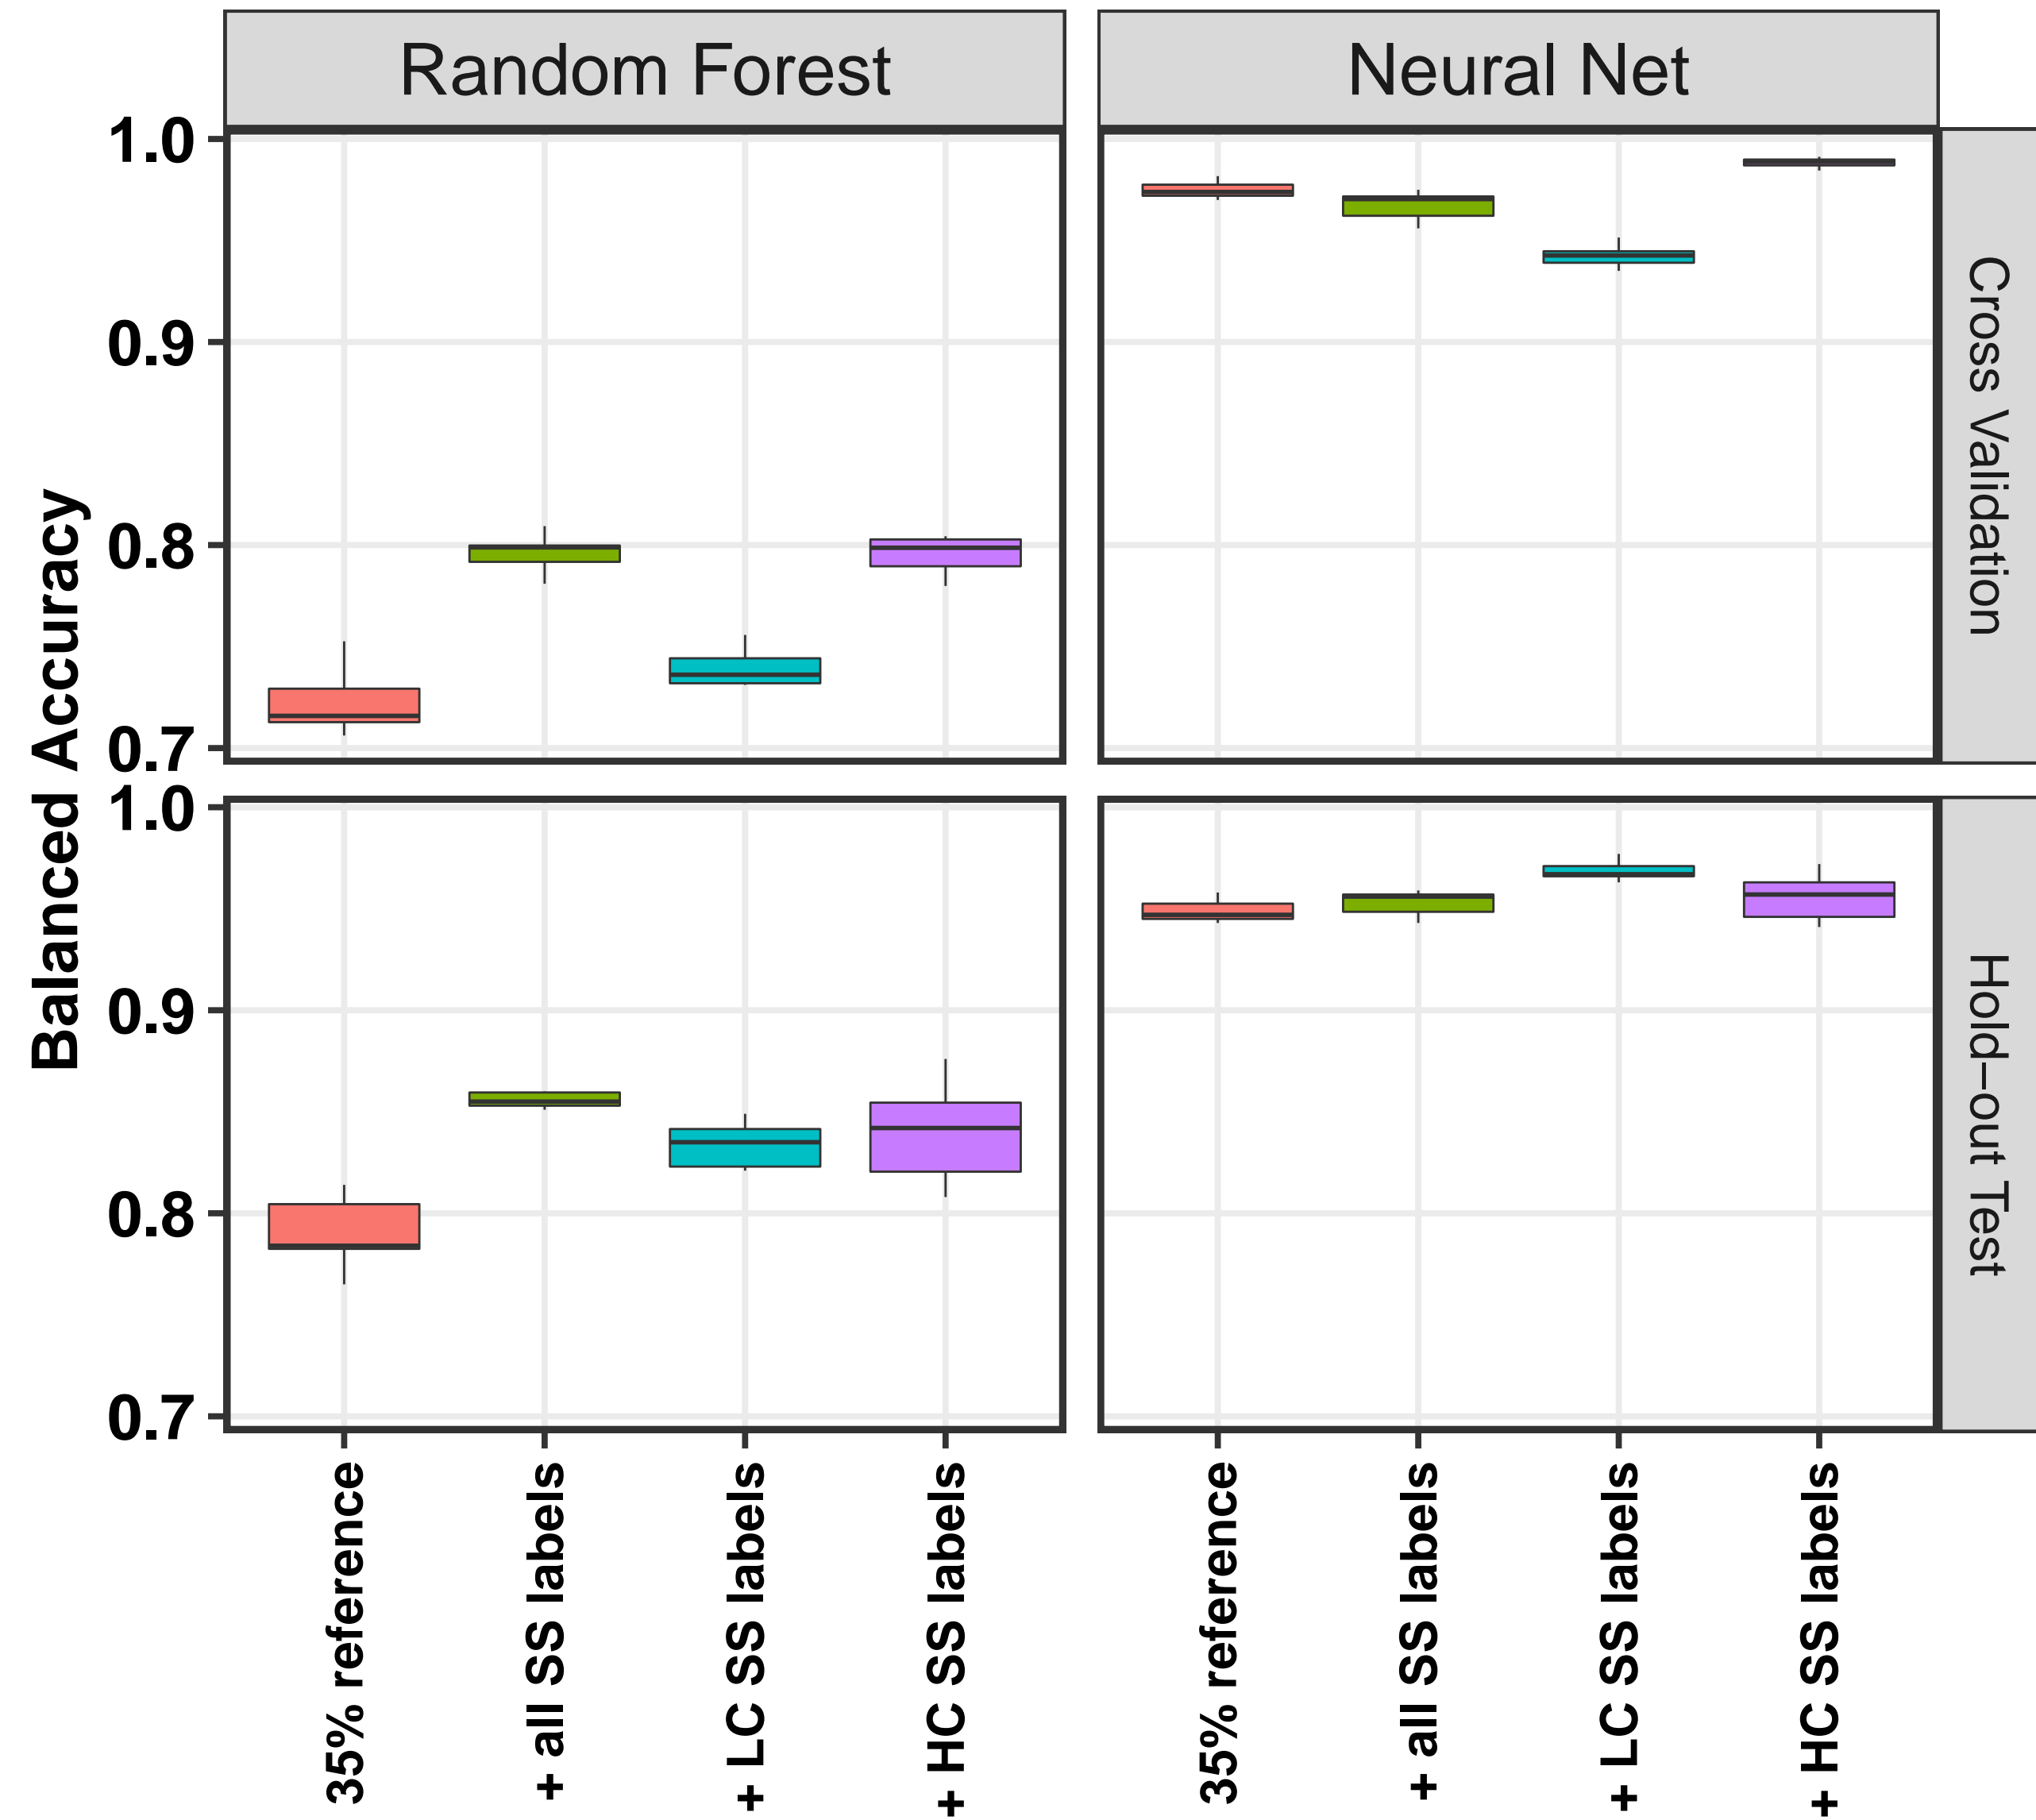 Random Forest
Neural Net
Balanced Accuracy
1.0
0.9
0.8
0.7
Cross Validation
1.0
0.9
0.8
0.7
Hold−out Test
35% reference
+ all SS labels
+ LC SS labels
+ HC SS labels
35% reference
+ all SS labels
+ LC SS labels
+ HC SS labels